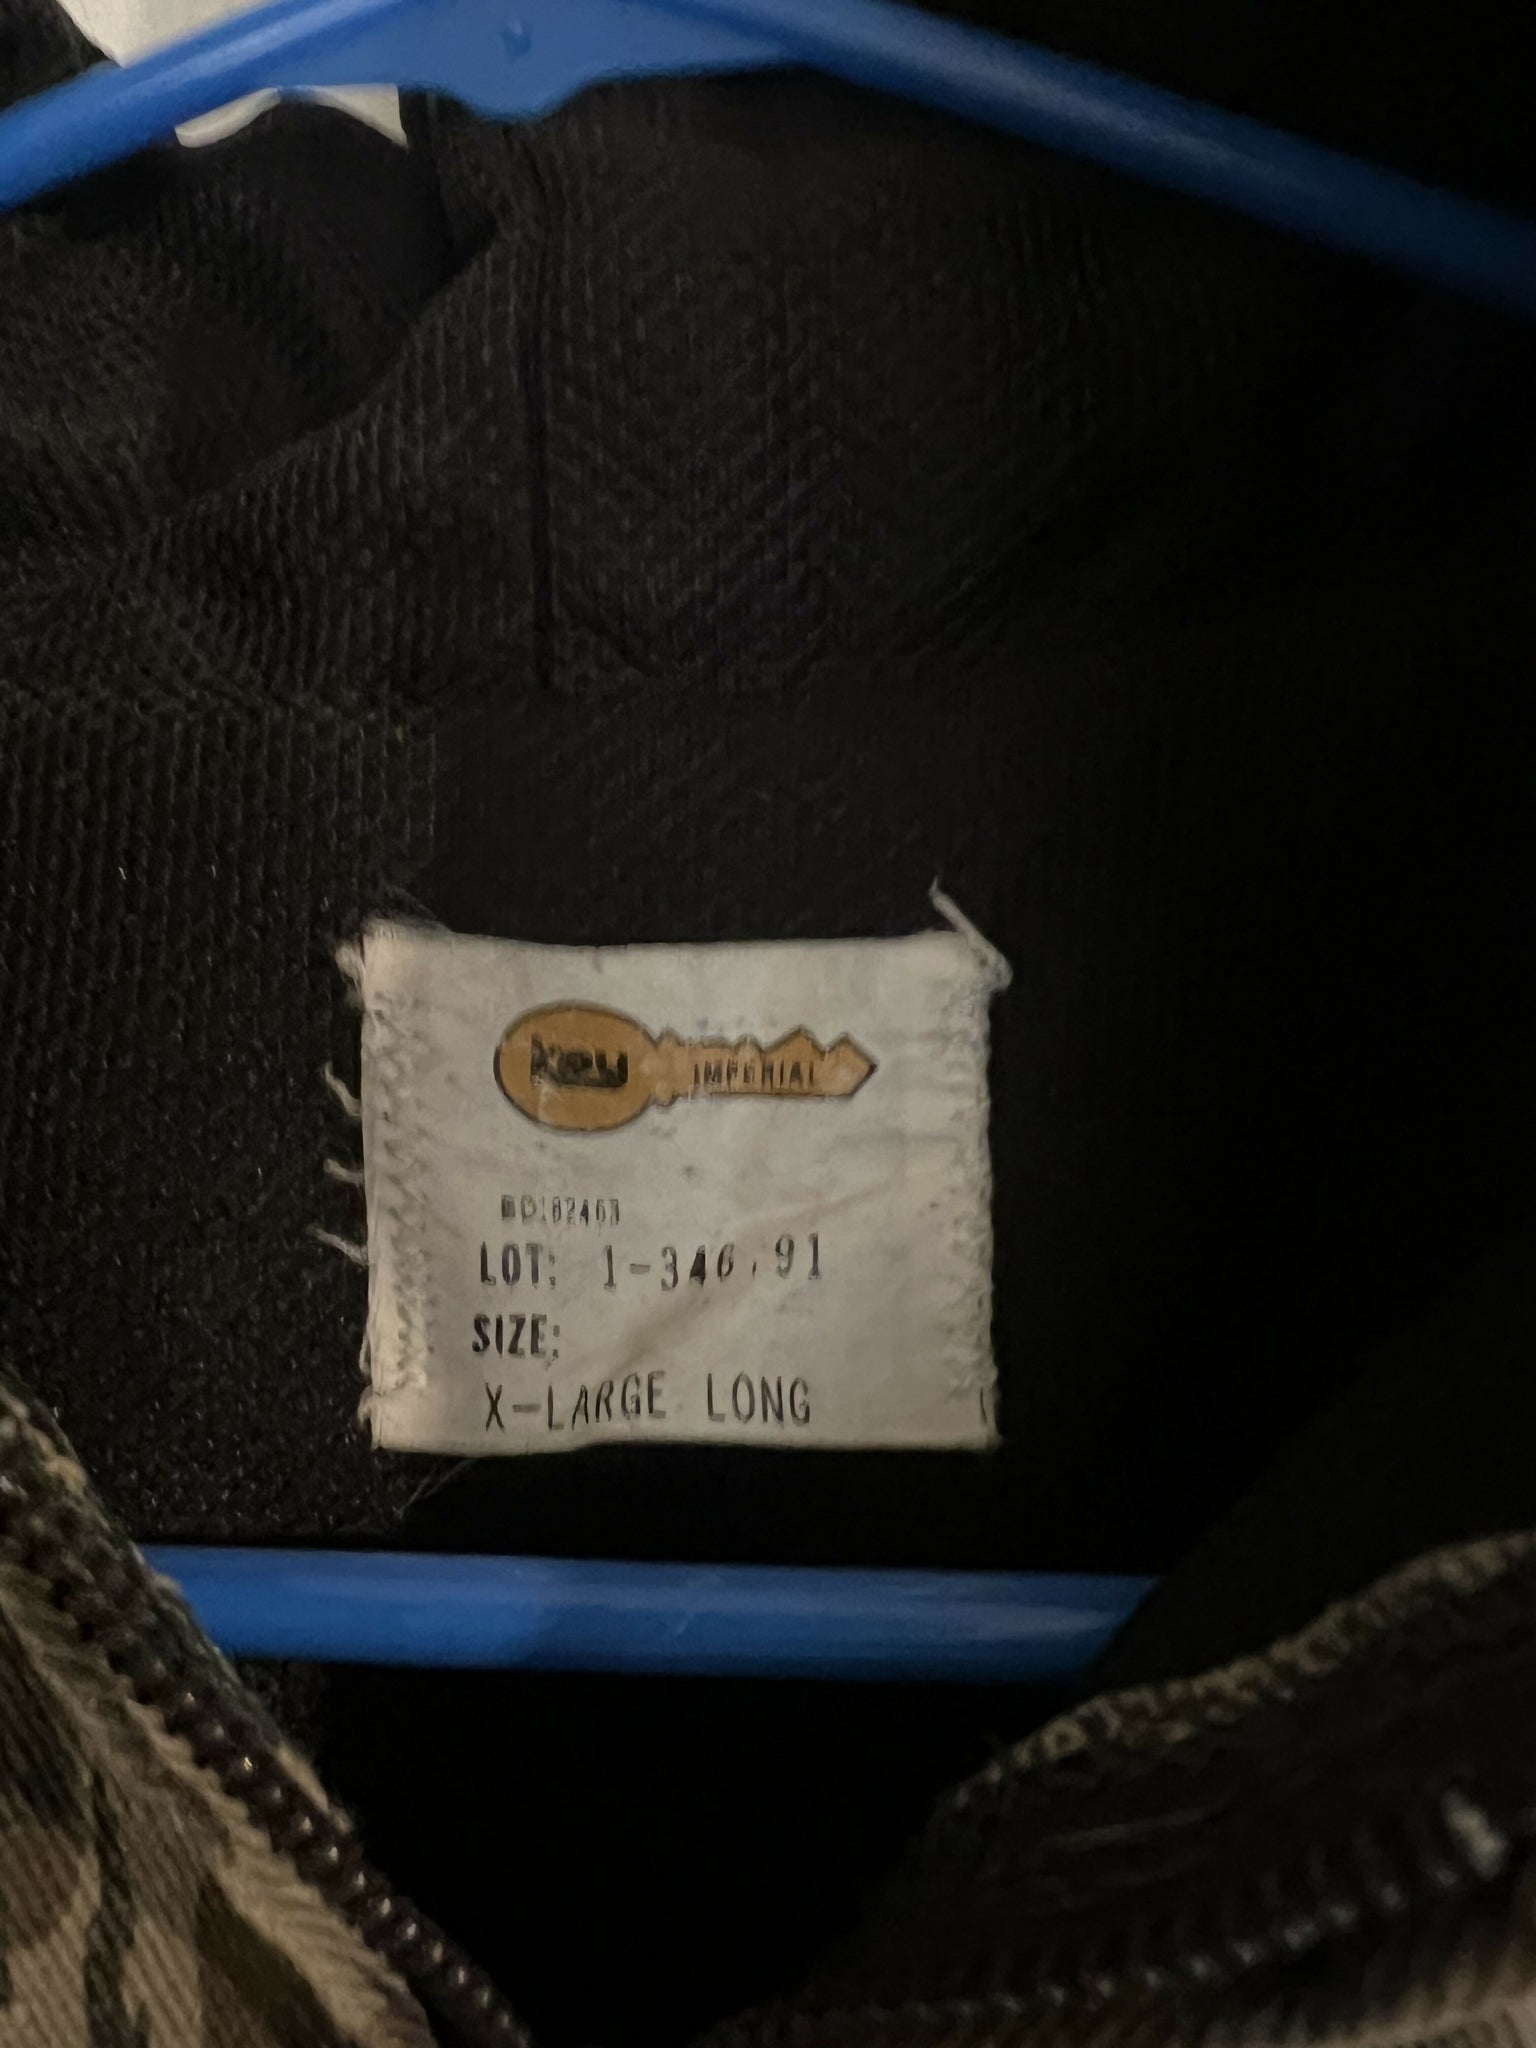 Key IMPERIAL
LOT: 1-346.91
SIZE:
X-LARGE LONG